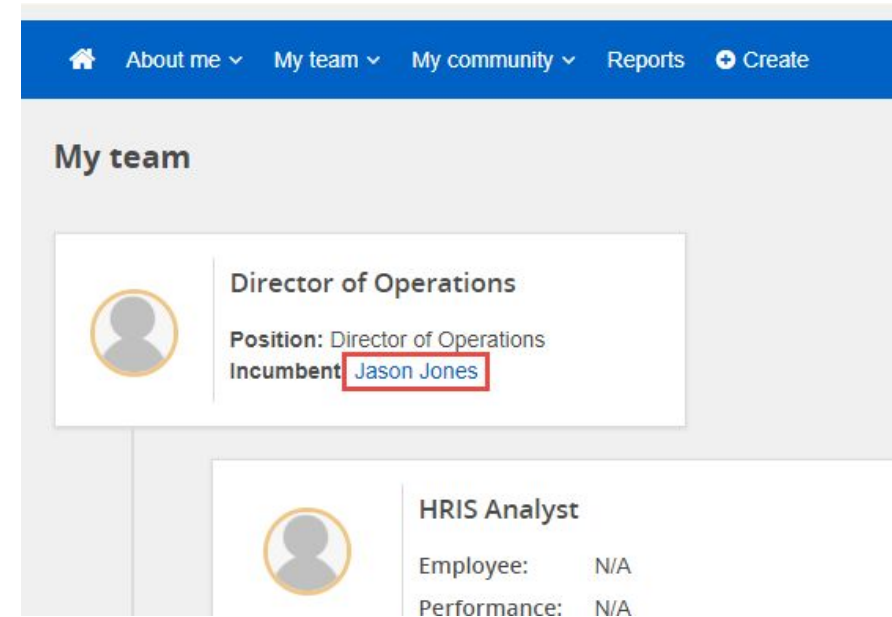 About me My team My community Reports Create
My team
Director of Operations
Position: Director of Operations
Incumbent Jason Jones
HRIS Analyst
Employee: N/A
Performance: N/A